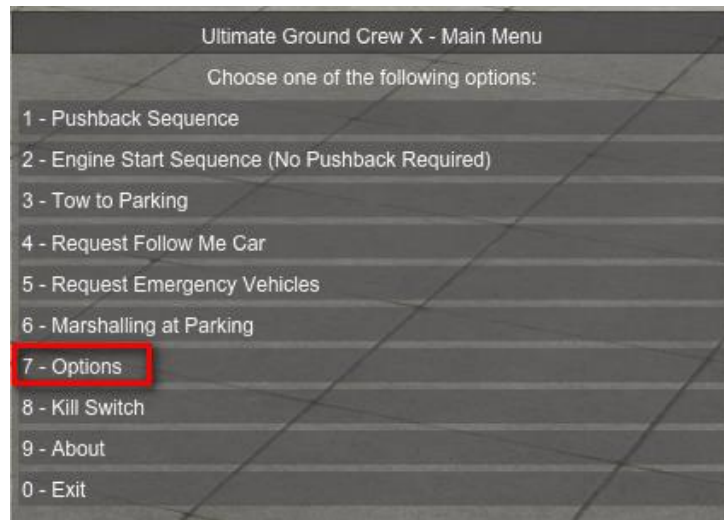 Ultimate Ground Crew X - Main Menu
Choose one of the following options:
1 - Pushback Sequence
2 - Engine Start Sequence (No Pushback Required)
3 - Tow to Parking
4 - Request Follow Me Car
5 - Request Emergency Vehicles
6 - Marshalling at Parking
7 - Options
8 - Kill Switch
9 - About
0 - Exit